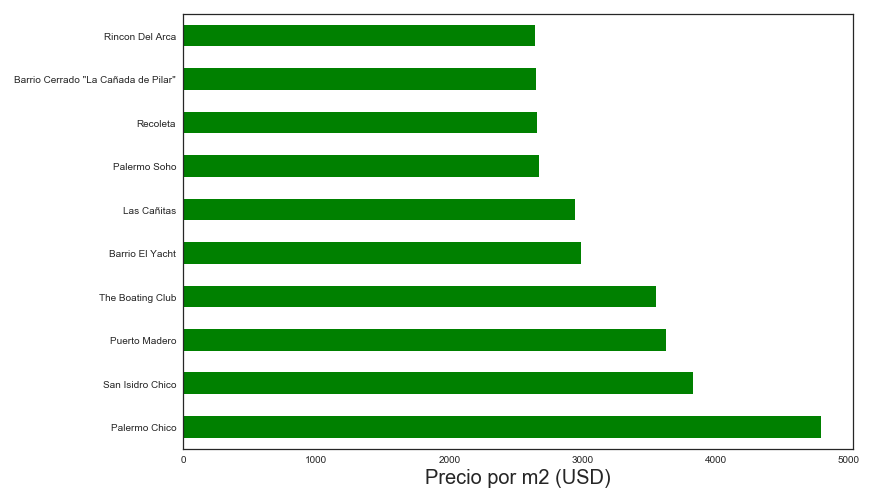 Rincon Del Arca
Barrio Cerrado "La Cañada de Pilar"
Recoleta
Palermo Soho
Las Cañitas
Barrio El Yacht
The Boating Club
Puerto Madero
San Isidro Chico
Palermo Chico
0 1000 2000 3000 4000 5000
Precio por m2 (USD)